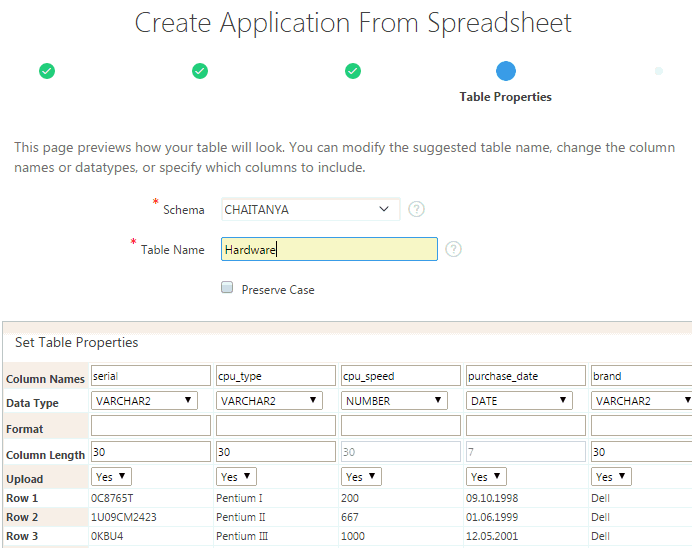 Create Application From Spreadsheet
Table Properties
This page previews how your table will look. You can modify the suggested table name, change the column
names or datatypes, or specify which columns to include.
* Schema CHAITANYA ?
* Table Name Hardware ?
Preserve Case
Set Table Properties
Column Names serial cpu_type cpu_speed purchase_date brand
Data Type VARCHAR2 VARCHAR2 NUMBER DATE VARCHAR2
Format
Column Length 30 30 30 7 30
Upload Yes Yes Yes Yes Yes
Row 1 0C8765T Pentium I 200 09.10.1998 Dell
Row 2 1U09CM2423 Pentium II 667 01.06.1999 Dell
Row 3 0KBU4 Pentium III 1000 12.05.2001 Dell